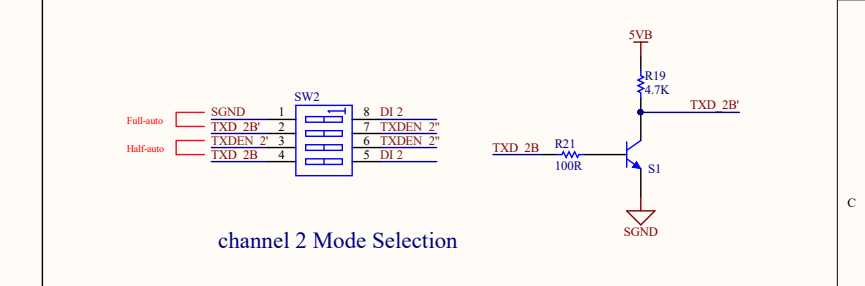 5VB
R19
4.7K
TXD_2B'
SW2
SGND 1 8 DI 2
Full-auto
TXD_2B' 2 7 TXDEN_2"
TXDEN_2' 3 6 TXDEN_2"
Half-auto
TXD_2B 4 5 DI 2
TXD_2B R21
100R
S1
SGND
C
channel 2 Mode Selection